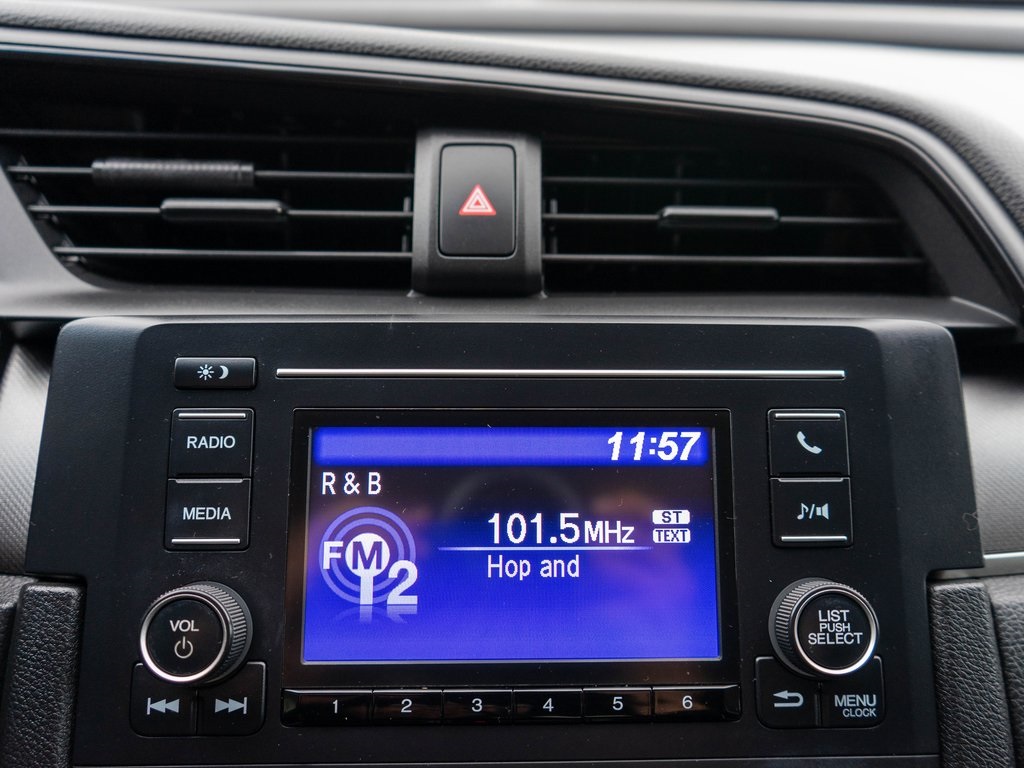 RADIO
MEDIA
VOL
11:57
R & B
FM
2
101.5MHz
ST
TEXT
Hop and
LIST
PUSH
SELECT
1 2 3 4 5 6
MENU
CLOCK